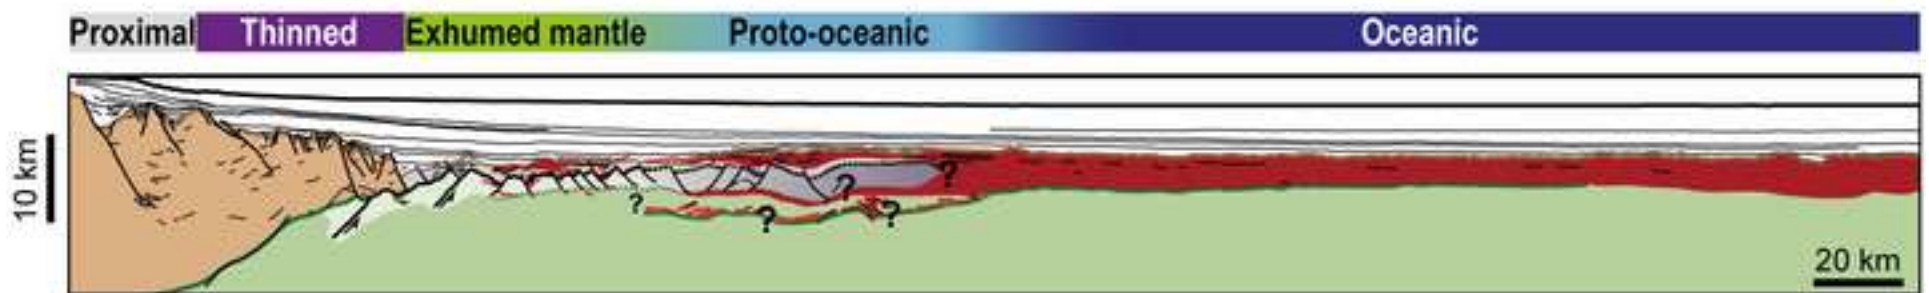 Proximal Thinned Exhumed mantle Proto-oceanic Oceanic
10 km
? ? ? ? ?
20 km